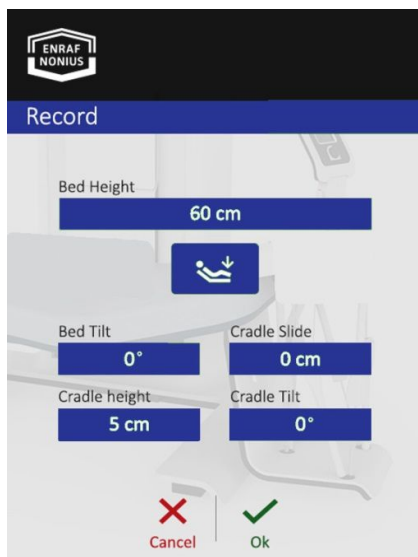 ENRAF
NONIUS
Record
Bed Height
60 cm
Bed Tilt
Cradle Slide
0°
0 cm
Cradle height
Cradle Tilt
5 cm
0°
Cancel
Ok